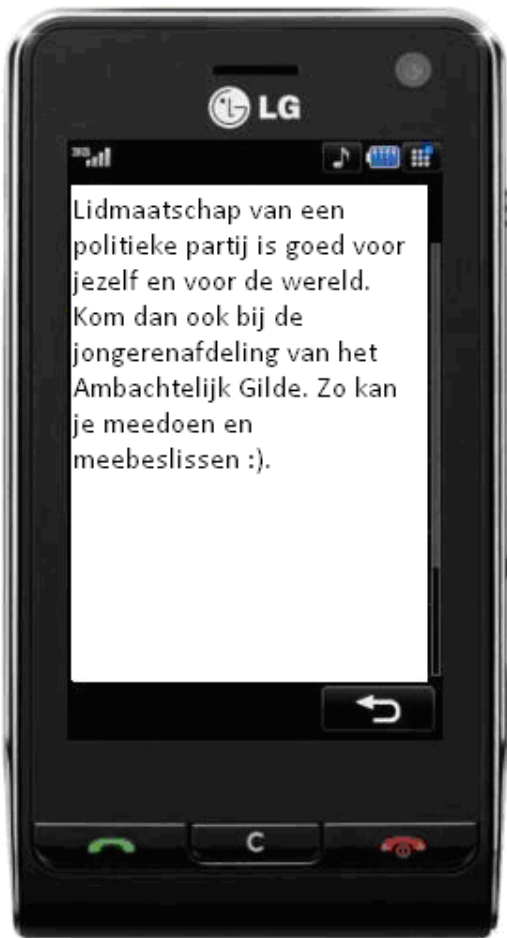 LG
3G
Lidmaatschap van een
politieke partij is goed voor
jezelf en voor de wereld.
Kom dan ook bij de
jongerenafdeling van het
Ambachtelijk Gilde. Zo kan
je meedoen en
meebeslissen :).
C